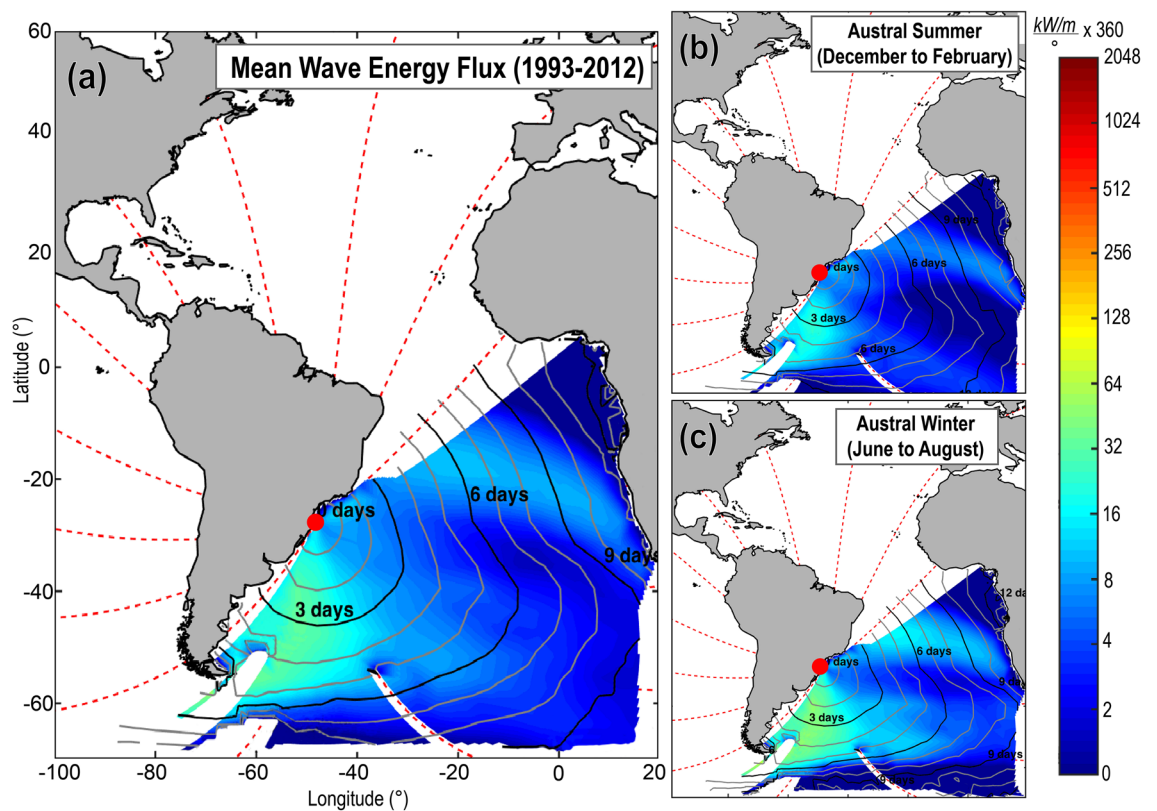 (a)
Mean Wave Energy Flux (1993-2012)
60
40
20
0
-20
-40
-60
Latitude (°)
-100
-80
-60
-40
-20
0
20
Longitude (°)
days
3 days
6 days
9 days
(b)
Austral Summer
(December to February)
9 days
6 days
days
3 days
6 days
(c)
Austral Winter
(June to August)
12 da
6 days
days
9 day
3 days
9 days
9 days
kW/m
° x 360
2048
1024
512
256
128
64
32
16
8
4
2
0